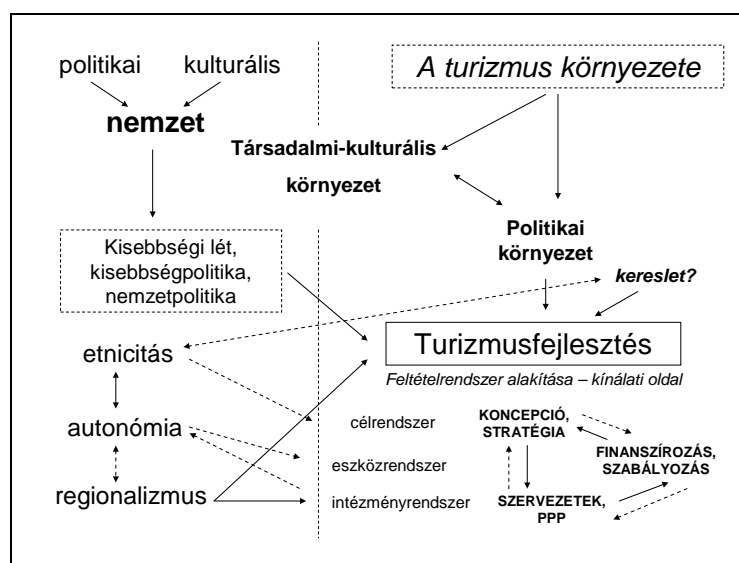 politikai kulturális
nemzet
A turizmus környezete
Társadalmi-kulturális
környezet
Politikai
környezet
Kisebbségi lét,
kisebbségpolitika,
nemzetpolitika
kereslet?
Turizmusfejlesztés
Feltételrendszer alakítása – kínálati oldal
etnicitás
autonómia
regionalizmus
célrendszer
eszközrendszer
intézményrendszer
KONCEPCIÓ,
STRATÉGIA
FINANSZÍROZÁS,
SZABÁLYOZÁS
SZERVEZETEK,
PPP